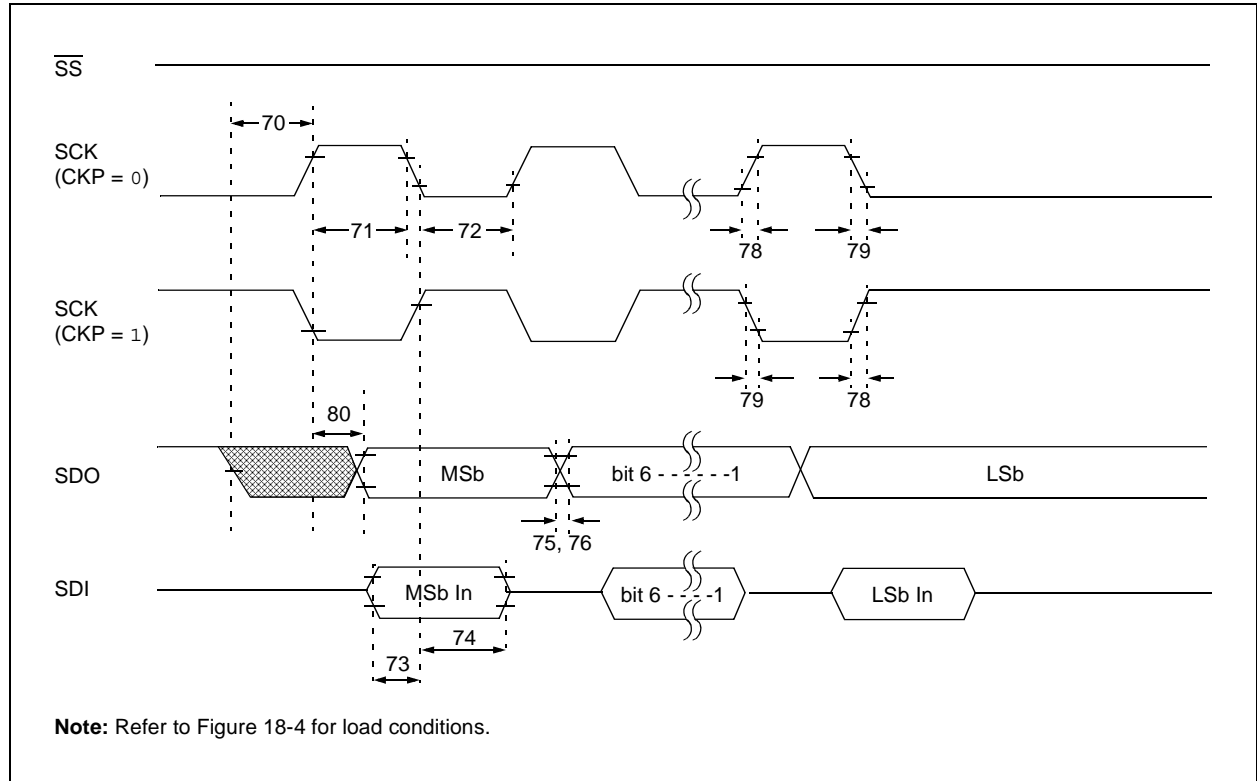 SS
70
SCK
(CKP = 0)
71
72
78
79
SCK
(CKP = 1)
79
78
80
SDO
MSb
bit 6 - - - - - -1
LSb
75, 76
SDI
MSb In
bit 6 - - - - -1
LSb In
74
73
Note: Refer to Figure 18-4 for load conditions.